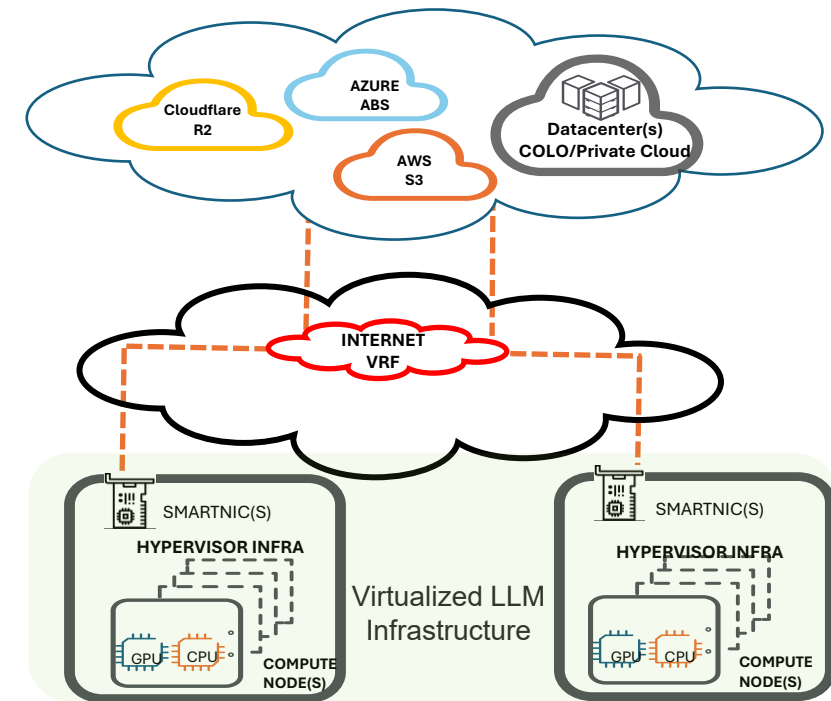 Cloudflare
R2
AZURE
ABS
AWS
S3
Datacenter(s)
COLO/Private Cloud
INTERNET
VRF
SMARTNIC(S)
HYPERVISOR INFRA
GPU
CPU
COMPUTE
NODE(S)
Virtualized LLM
Infrastructure
SMARTNIC(S)
HYPERVISOR INFRA
GPU
CPU
COMPUTE
NODE(S)